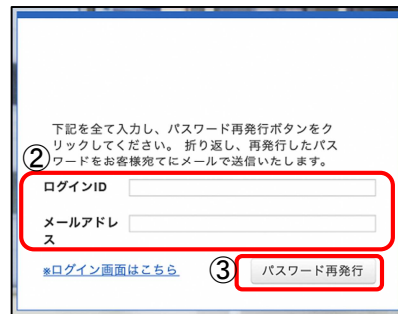 下記を全て入力し、パスワード再発行ボタンをク
リックしてください。 折り返し、再発行したパス
②
ワードをお客様宛てにメールで送信いたします。
ログインID
メールアドレ
ス
※ログイン画面はこちら
③
パスワード再発行